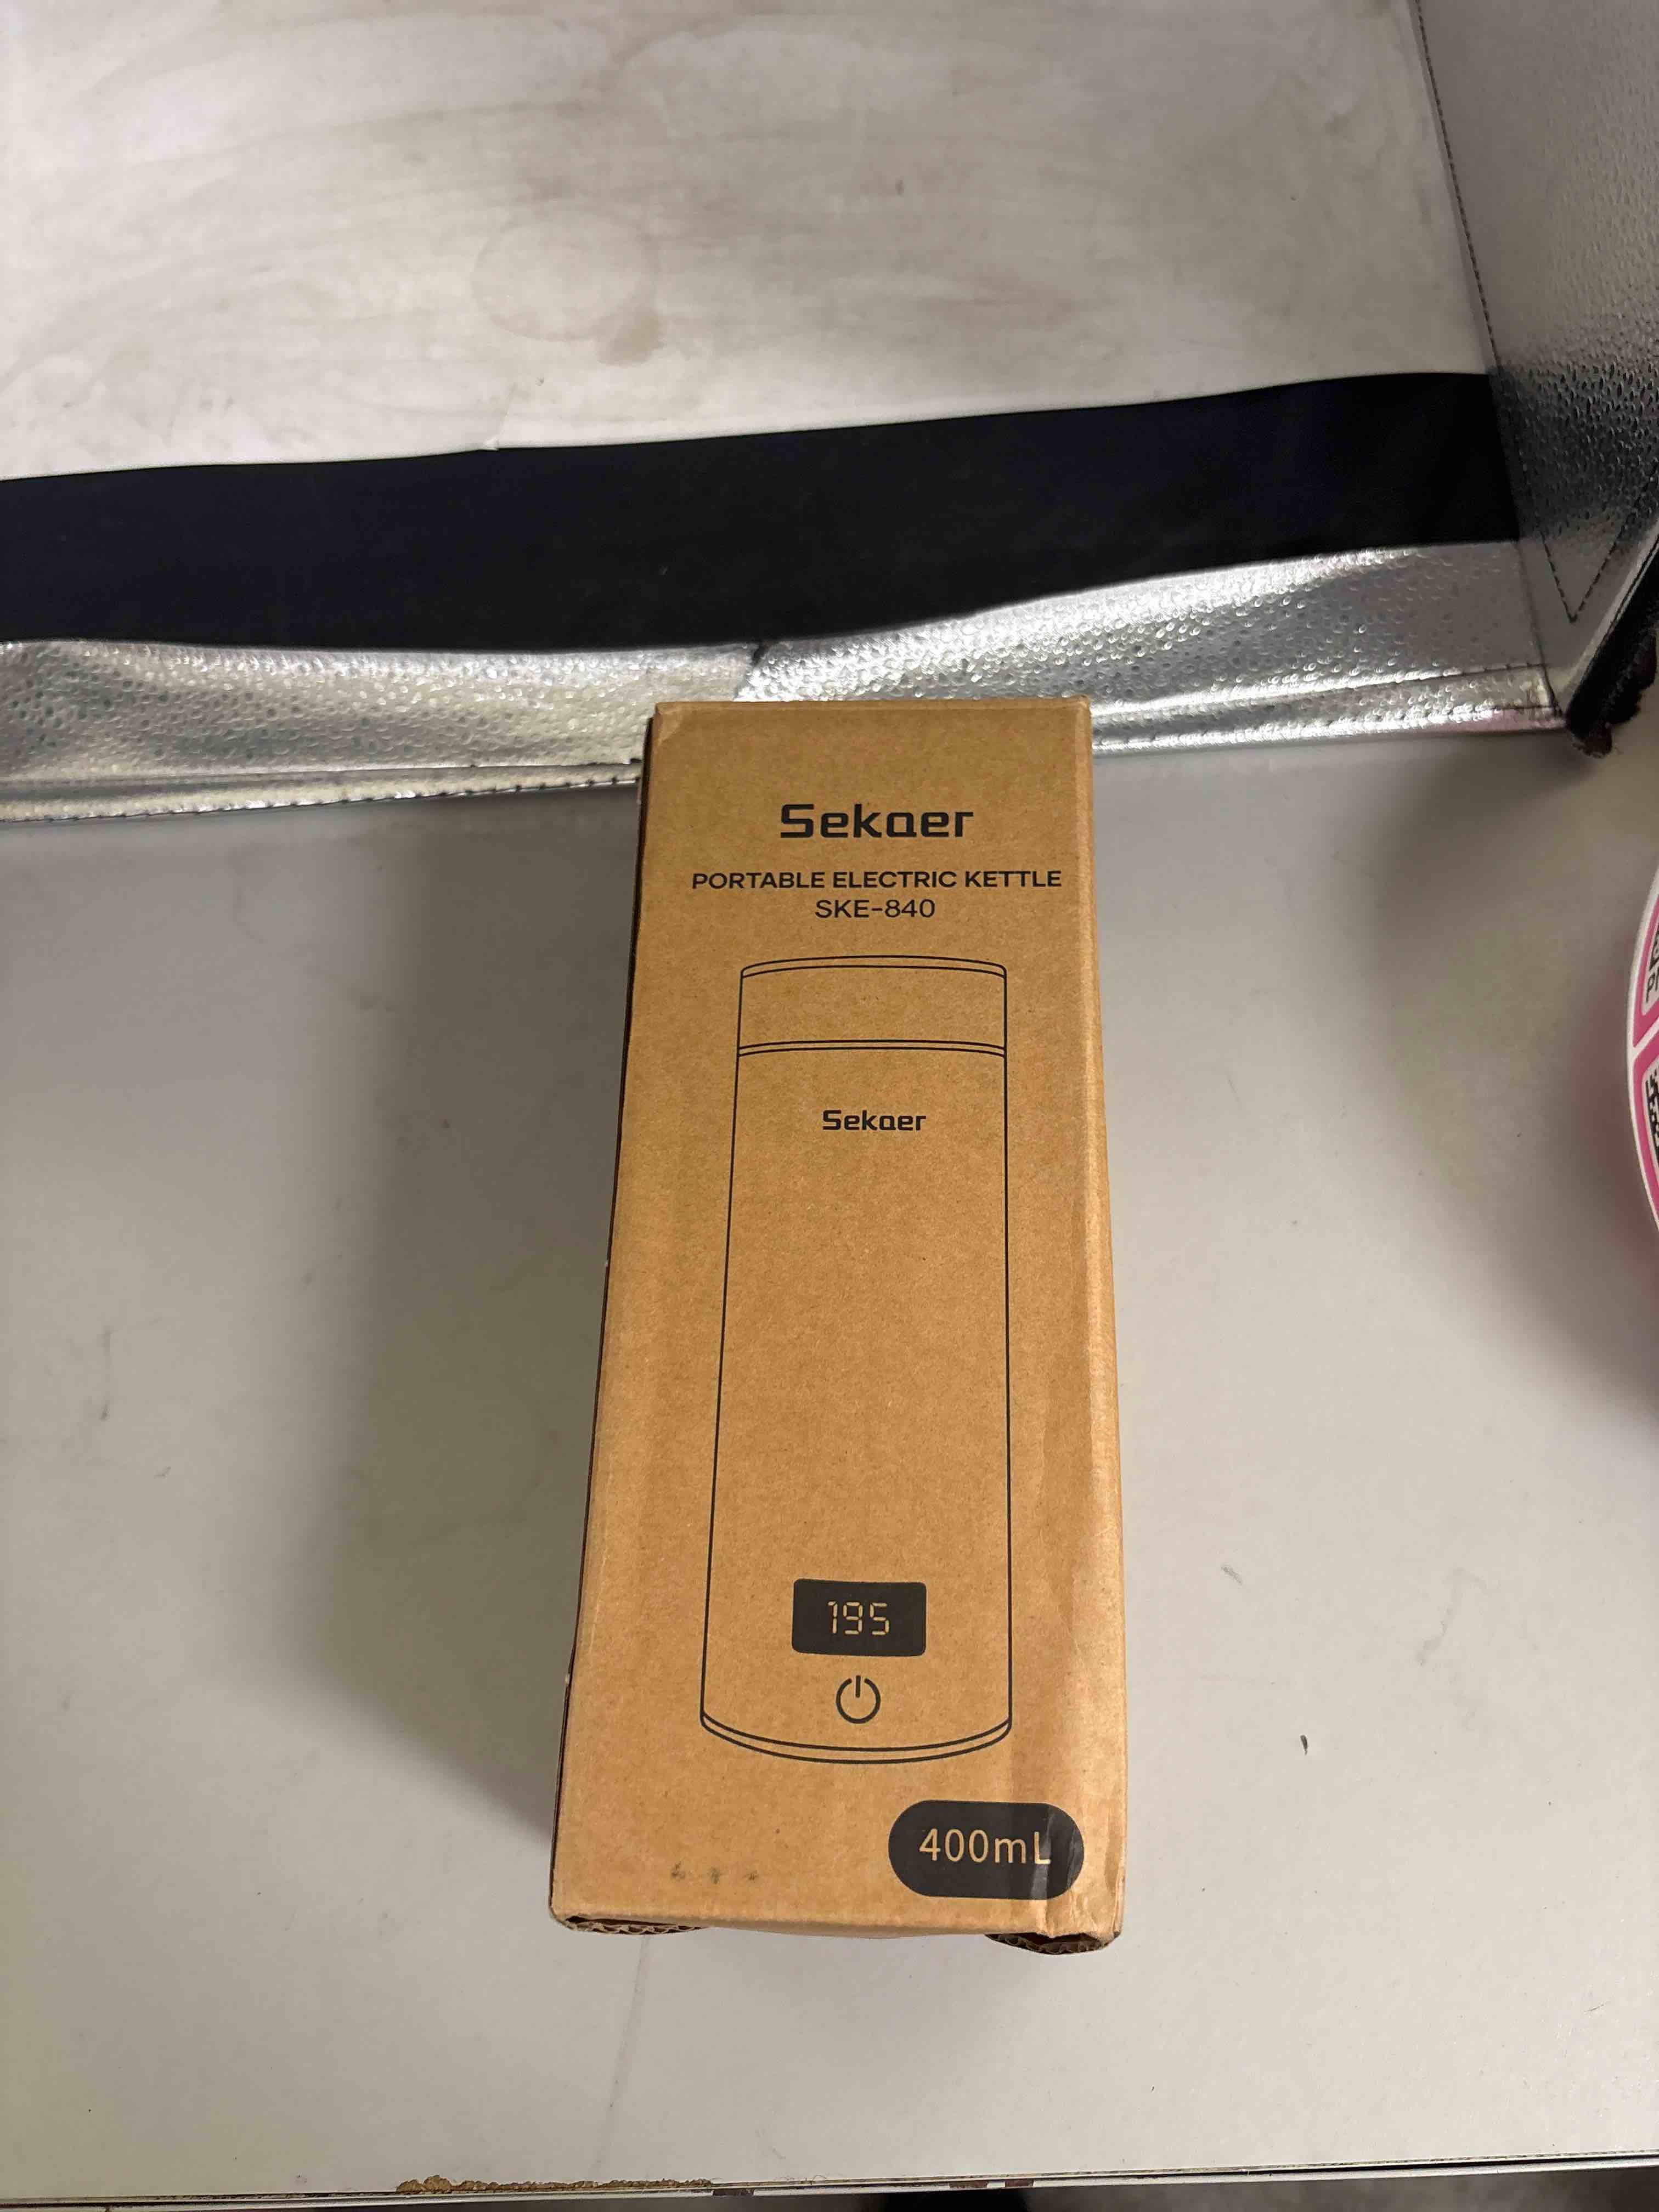 Sekaer
PORTABLE ELECTRIC KETTLE
SKE-840
Sekaer
195
400mL